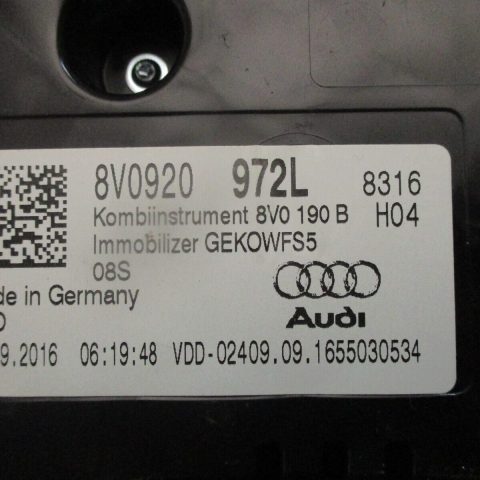 8V0920 972L 8316
Kombiinstrument 8V0 190 B H04
Immobilizer GEKOWFS5
08S
de in Germany
Audi
9.2016 06:19:48 VDD-02409.09.1655030534